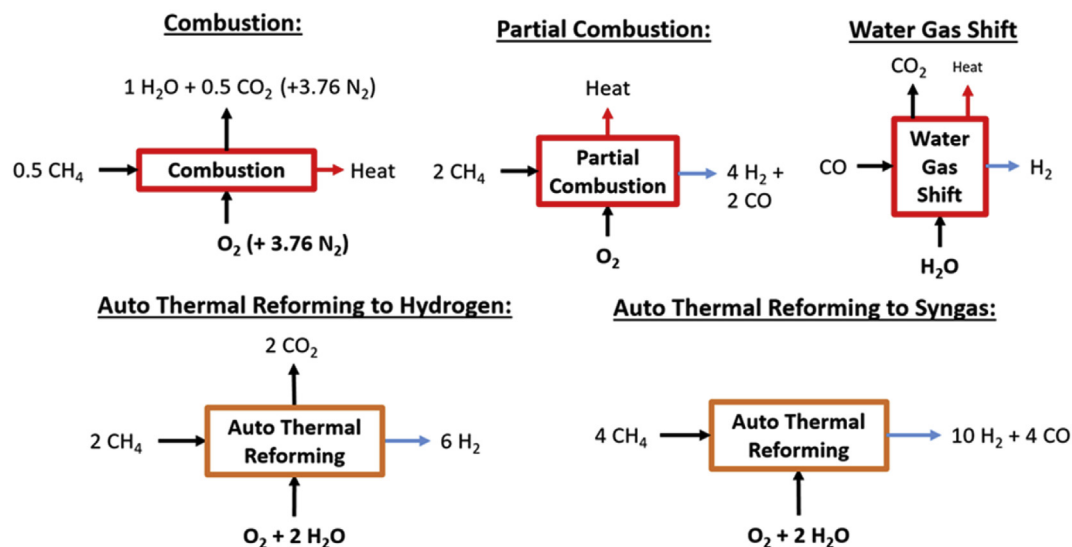 Combustion:
1 H₂O + 0.5 CO₂ (+3.76 N₂)
0.5 CH₄
Combustion
Heat
O₂ (+ 3.76 N₂)
Partial Combustion:
Heat
2 CH₄
Partial
Combustion
4 H₂ +
2 CO
O₂
Water Gas Shift
CO₂
Heat
CO
Water
Gas
Shift
H₂
H₂O
Auto Thermal Reforming to Hydrogen:
2 CO₂
2 CH₄
Auto Thermal
Reforming
6 H₂
O₂ + 2 H₂O
Auto Thermal Reforming to Syngas:
4 CH₄
Auto Thermal
Reforming
10 H₂ + 4 CO
O₂ + 2 H₂O